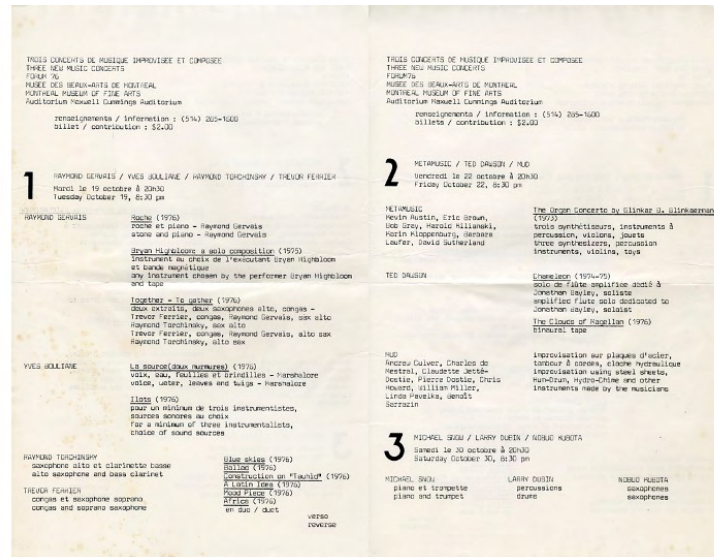 TROIS CONCERTS DE MUSIQUE IMPROVISEE ET COMPOSEE
THREE NEW MUSIC CONCERTS
FORUM 76
MUSEE DES BEAUX-ARTS DE MONTREAL
MONTREAL MUSEUM OF FINE ARTS
Auditorium Maxwell Cummings Auditorium
renseignements / information : (514) 285-1600
billet / contribution : $2.00
1
RAYMOND GERVAIS / YVES BOULIANE / RAYMOND TORCHINSKY / TREVOR FERRIER
Mardi le 19 octobre à 20h30
Tuesday October 19, 8:30 pm
RAYMOND GERVAIS
Roche (1976)
roche et piano - Raymond Gervais
stone and piano - Raymond Gervais
Bryan Highbloom: a solo composition (1975)
instrument au choix de l'exécutant Bryan Highbloom
et bande magnétique
any instrument chosen by the performer Bryan Highbloom
and tape
Together - To gather (1976)
deux extraits, deux saxophones alto, congas -
Trevor Ferrier, congas, Raymond Gervais, sax alto
Raymond Torchinsky, sax alto
Trevor Ferrier, congas, Raymond Gervais, alto sax
Raymond Torchinsky, alto sax
YVES BOULIANE
La source(doux murmures) (1976)
voix, eau, feuilles et brindilles - Marshalore
voice, water, leaves and twigs - Marshalore
Ilots (1976)
pour un minimum de trois instrumentistes,
sources sonores au choix
for a minimum of three instrumentalists,
choice of sound sources
RAYMOND TORCHINSKY
saxophone alto et clarinette basse
alto saxophone and bass clarinet
TREVOR FERRIER
congas et saxophone soprano
congas and soprano saxophone
Blue skies (1976)
Ballad (1976)
Construction on "Tauhid" (1976)
A Latin Idea (1976)
Mood Piece (1976)
Africa (1976)
en duo / duet
verso
reverse
TROIS CONCERTS DE MUSIQUE IMPROVISEE ET COMPOSEE
THREE NEW MUSIC CONCERTS
FORUM76
MUSEE DES BEAUX-ARTS DE MONTREAL
MONTREAL MUSEUM OF FINE ARTS
Auditorium Maxwell Cummings Auditorium
renseignements / information : (514) 285-1600
billets / contribution : $2.00
2
METAMUSIC / TED DAWSON / MUD
Vendredi le 22 octobre à 20h30
Friday October 22, 8:30 pm
METAMUSIC
Kevin Austin, Eric Brown,
Bob Gray, Harold Kilianski,
Karin Kloppenburg, Barbara
Laufer, David Sutherland
The Organ Concerto by Glinkar G. Glinkaerman
(1973)
trois synthétiseurs, instruments à
percussion, violons, jouets
three synthesizers, percussion
instruments, violins, toys
TED DAWSON
Chameleon (1974-75)
solo de flûte amplifiée dédié à
Jonathan Bayley, soliste
amplified flute solo dedicated to
Jonathan Bayley, soloist
The Clouds of Magellan (1976)
binaural tape
MUD
Andrew Culver, Charles de
Mestral, Claudette Jetté-
Dostie, Pierre Dostie, Chris
Howard, William Miller,
Linda Pavelka, Benoît
Sarrazin
improvisation sur plaques d'acier,
tambour à cordes, cloche hydraulique
improvisation using steel sheets,
Hum-Drum, Hydro-Chime and other
instruments made by the musicians
3
MICHAEL SNOW / LARRY DUBIN / NOBUO KUBOTA
Samedi le 30 octobre à 20h30
Saturday October 30, 8:30 pm
MICHAEL SNOW
piano et trompette
piano and trumpet
LARRY DUBIN
percussions
drums
NOBUO KUBOTA
saxophones
saxophones